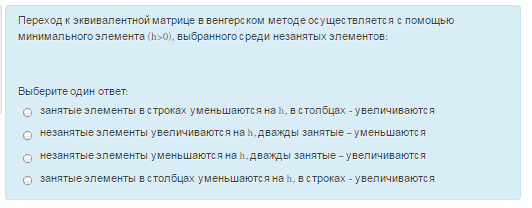 Переход к эквивалентной матрице в венгерском методе осуществляется с помощью
минимального элемента (h>0), выбранного среди незанятых элементов:
Выберите один ответ:
занятые элементы в строках уменьшаются на h, в столбцах - увеличиваются
незанятые элементы увеличиваются на h, дважды занятые – уменьшаются
незанятые элементы уменьшаются на h, дважды занятые – увеличиваются
занятые элементы в столбцах уменьшаются на h, в строках - увеличиваются